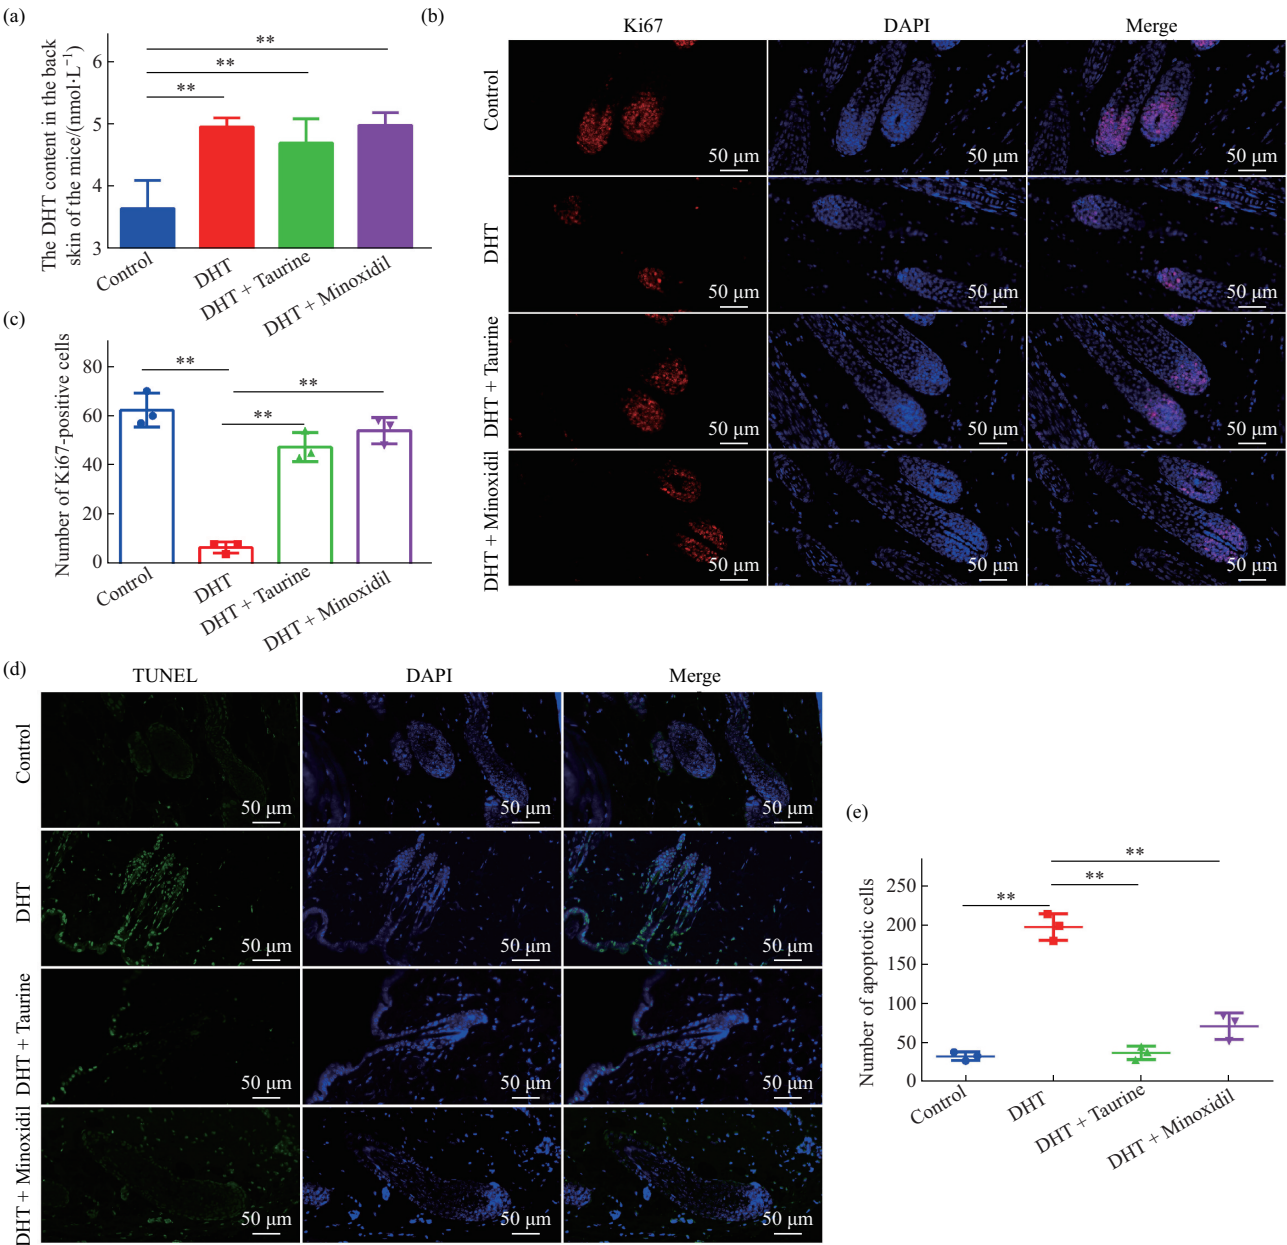 (a)
The DHT content in the back
skin of the mice/(nmol·L⁻¹)
6
5
4
3
**
**
**
Control
DHT
DHT + Taurine
DHT + Minoxidil
(b)
Ki67
DAPI
Merge
Control
50 μm
50 μm
50 μm
DHT
50 μm
50 μm
50 μm
DHT + Taurine
50 μm
50 μm
50 μm
DHT + Minoxidil
50 μm
50 μm
50 μm
(c)
Number of Ki67-positive cells
80
60
40
20
0
**
**
**
Control
DHT
DHT + Taurine
DHT + Minoxidil
(d)
TUNEL
DAPI
Merge
Control
50 μm
50 μm
50 μm
DHT
50 μm
50 μm
50 μm
DHT + Taurine
50 μm
50 μm
50 μm
DHT + Minoxidil
50 μm
50 μm
50 μm
(e)
Number of apoptotic cells
250
200
150
100
50
0
**
**
**
Control
DHT
DHT + Taurine
DHT + Minoxidil